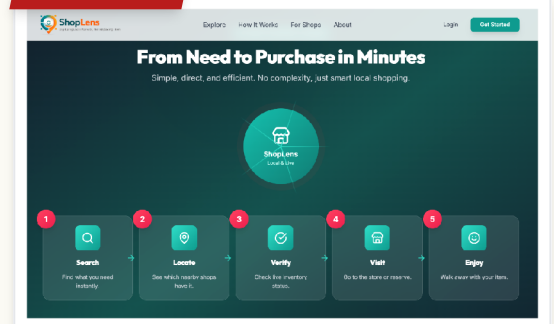 ShopLens
Explore How It Works For Shops About
Login Get Started
From Need to Purchase in Minutes
Simple, direct, and efficient. No complexity, just smart local shopping.
ShopLens
Local & Live
1 2 3 4 5
Search
Find what you need
instantly.
Locate
See which nearby shops
have it.
Verify
Check live inventory
status.
Visit
Go to the store or reserve.
Enjoy
Walk away with your item.